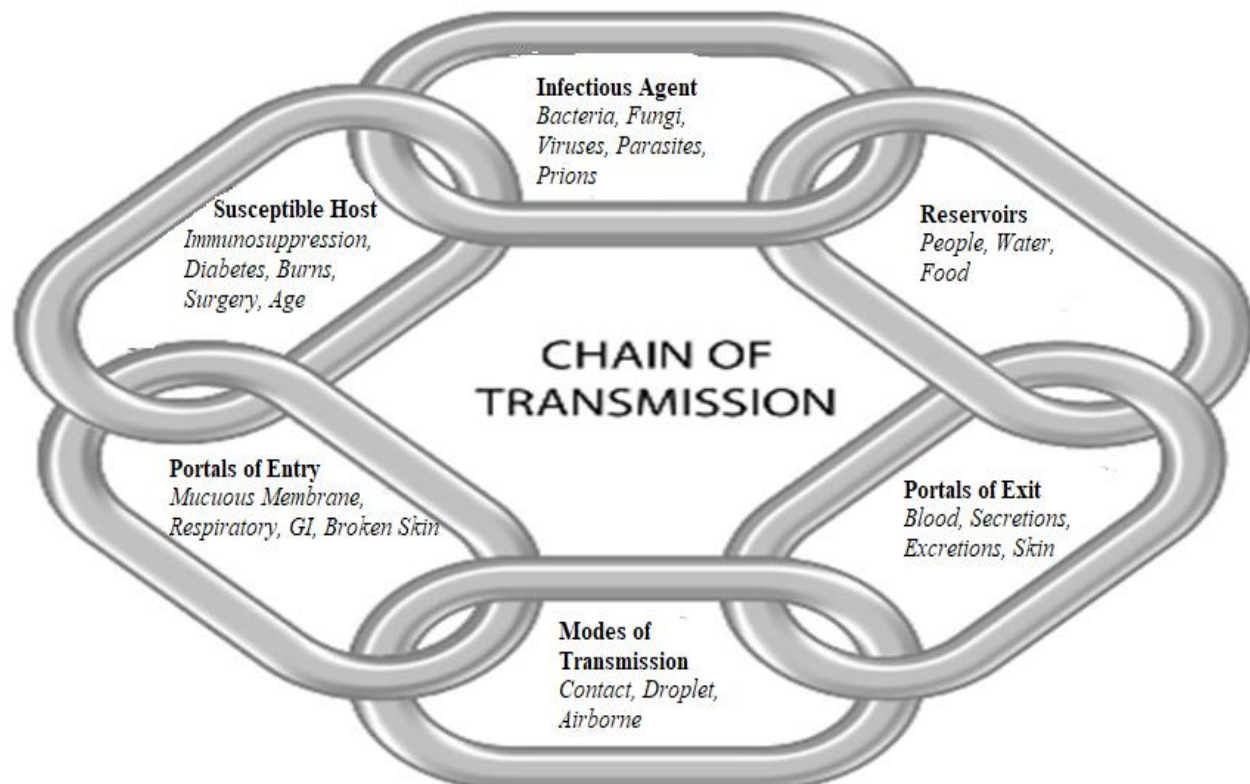 Infectious Agent
Bacteria, Fungi,
Viruses, Parasites,
Prions
Susceptible Host
Immunosuppression,
Diabetes, Burns,
Surgery, Age
Reservoirs
People, Water,
Food
CHAIN OF
TRANSMISSION
Portals of Entry
Mucuous Membrane,
Respiratory, GI, Broken Skin
Portals of Exit
Blood, Secretions,
Excretions, Skin
Modes of
Transmission
Contact, Droplet,
Airborne